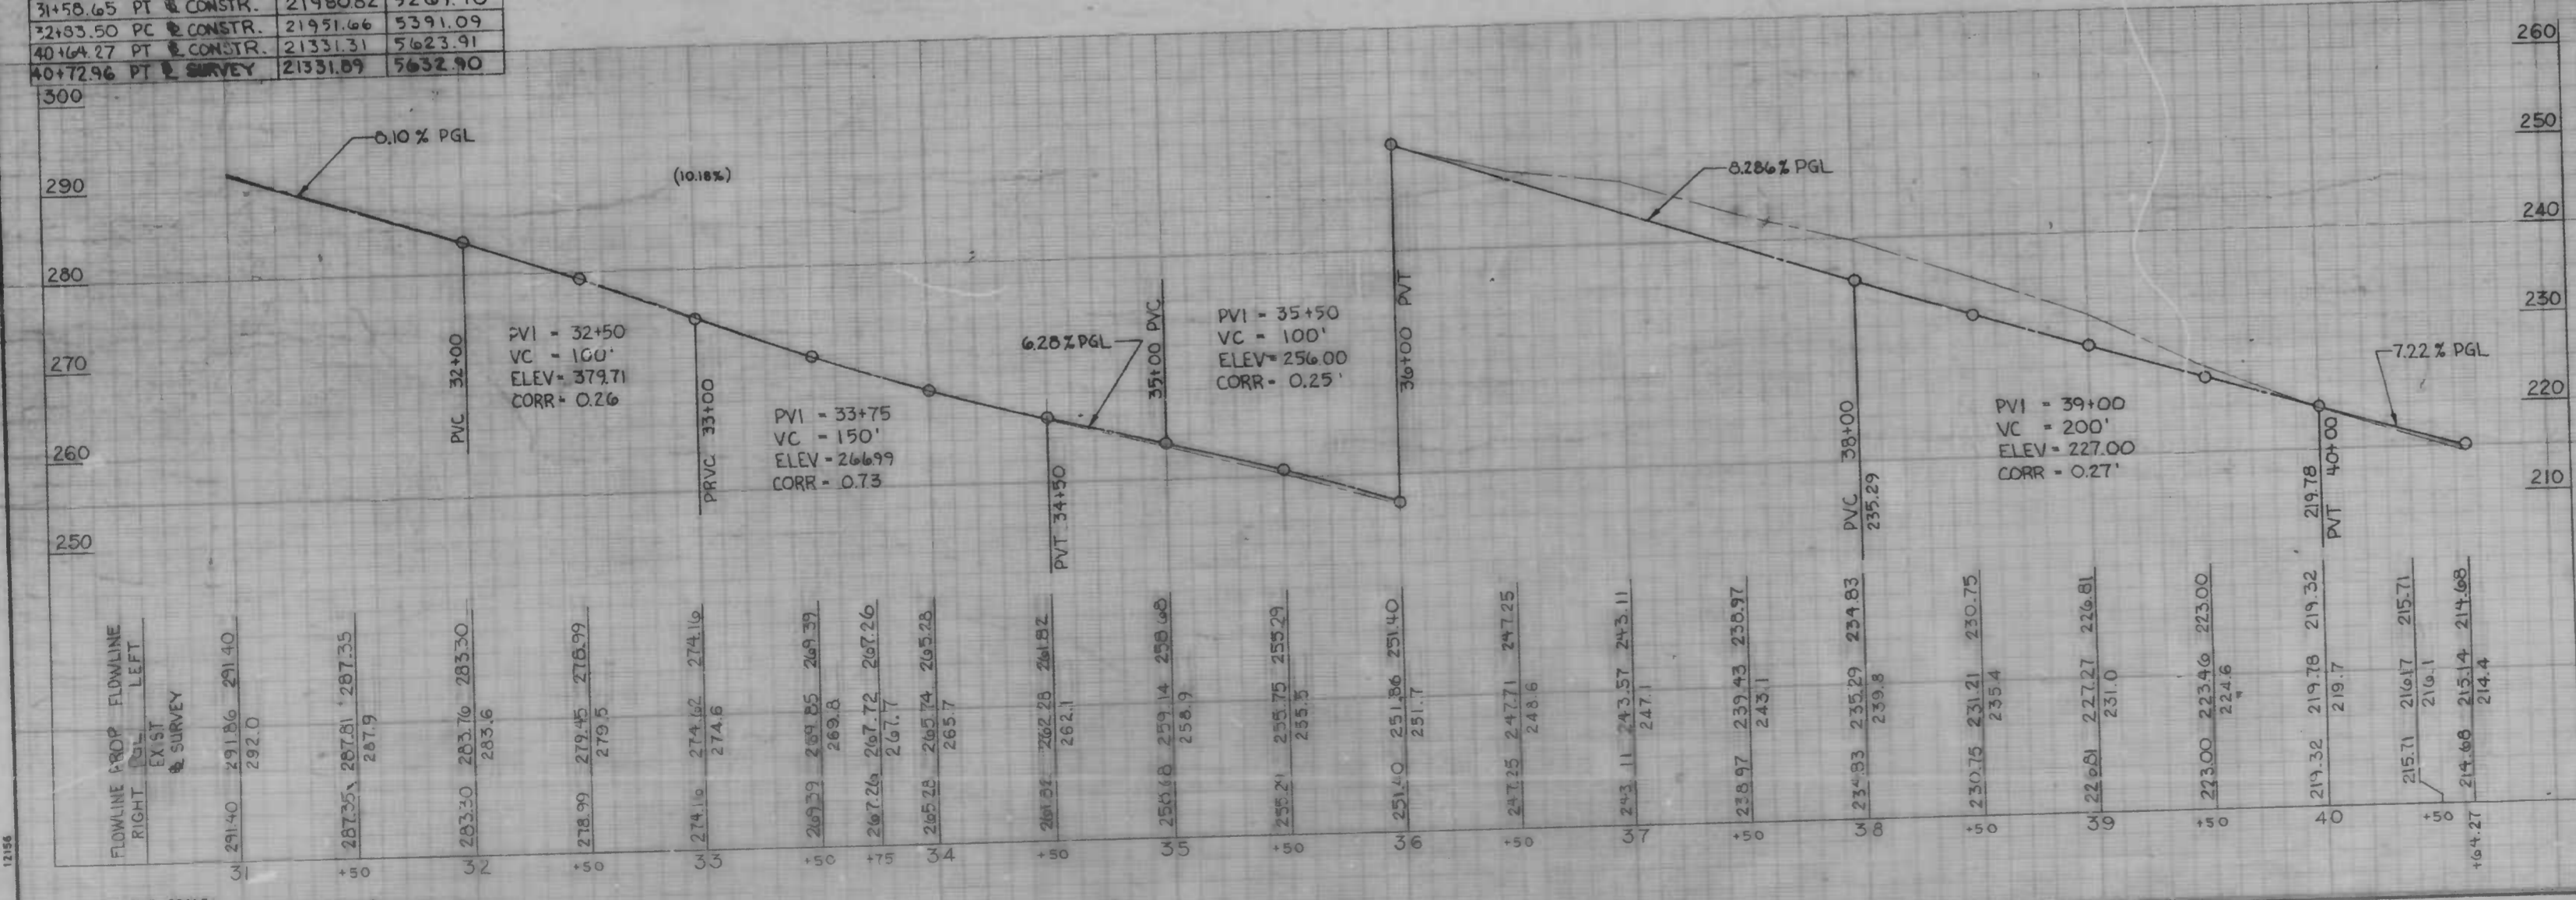 31+58.65 PT ℄ CONSTR.
32+83.50 PC ℄ CONSTR. 21951.66 5391.09
40+64.27 PT ℄ CONSTR. 21331.31 5623.91
40+72.96 PT ℄ SURVEY 21331.89 5632.90
300
290
280
270
260
250
260
250
240
230
220
210
8.10 % PGL
(10.18%)
6.28% PGL
8.286% PGL
7.22 % PGL
PVC 32+00
PVI = 32+50
VC = 100'
ELEV= 379.71
CORR= 0.26
PRVC 33+00
PVI = 33+75
VC = 150'
ELEV = 266.99
CORR = 0.73
PVT 34+50
35+00 PVC
PVI = 35+50
VC = 100'
ELEV= 256.00
CORR = 0.25'
36+00 PVT
PVC 38+00
235.29
PVI = 39+00
VC = 200'
ELEV = 227.00
CORR = 0.27'
219.78
PVT 40+00
FLOWLINE PROP FLOWLINE
RIGHT PGL LEFT
EXIST
℄ SURVEY
291.40 291.86 291.40
292.0
287.35 287.81 287.35
287.9
283.30 283.76 283.30
283.6
278.99 279.45 278.99
279.5
274.16 274.62 274.16
274.6
269.39 269.85 269.39
269.8
267.26 267.72 267.26
267.7
265.28 265.74 265.28
265.7
261.82 262.28 261.82
262.1
258.68 259.14 258.68
258.9
255.29 255.75 255.29
255.5
251.40 251.86 251.40
251.7
247.25 247.71 247.25
248.6
243.11 243.57 243.11
247.1
238.97 239.43 238.97
243.1
234.83 235.29 234.83
239.8
230.75 231.21 230.75
235.4
226.81 227.27 226.81
231.0
223.00 223.46 223.00
224.6
219.32 219.78 219.32
219.7
215.71 216.17 215.71
216.1
214.68 215.14 214.68
214.4
31 +50 32 +50 33 +50 +75 34 +50 35 +50 36 +50 37 +50 38 +50 39 +50 40 +50 +64.27
12156